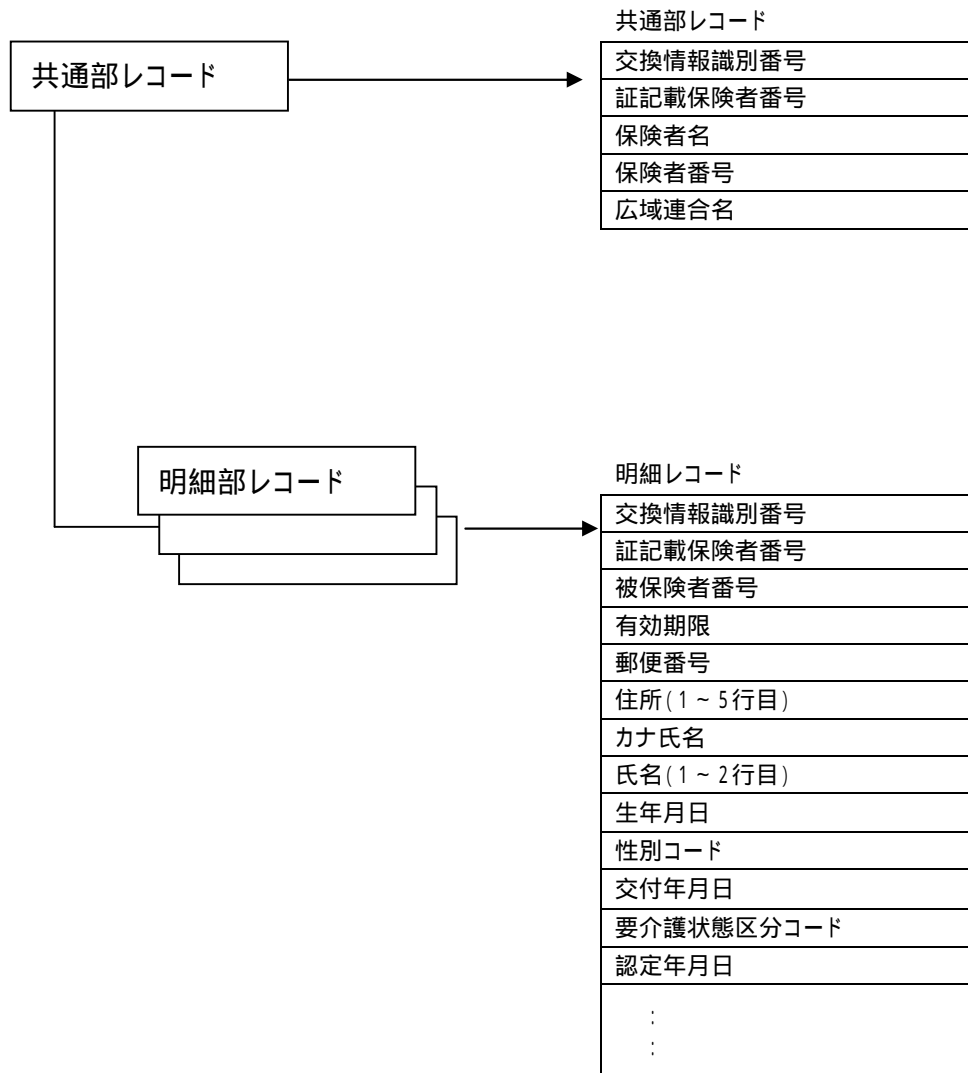 共通部レコード
共通部レコード
交換情報識別番号
証記載保険者番号
保険者名
保険者番号
広域連合名
明細部レコード
明細レコード
交換情報識別番号
証記載保険者番号
被保険者番号
有効期限
郵便番号
住所(1~5行目)
カナ氏名
氏名(1~2行目)
生年月日
性別コード
交付年月日
要介護状態区分コード
認定年月日
:
: